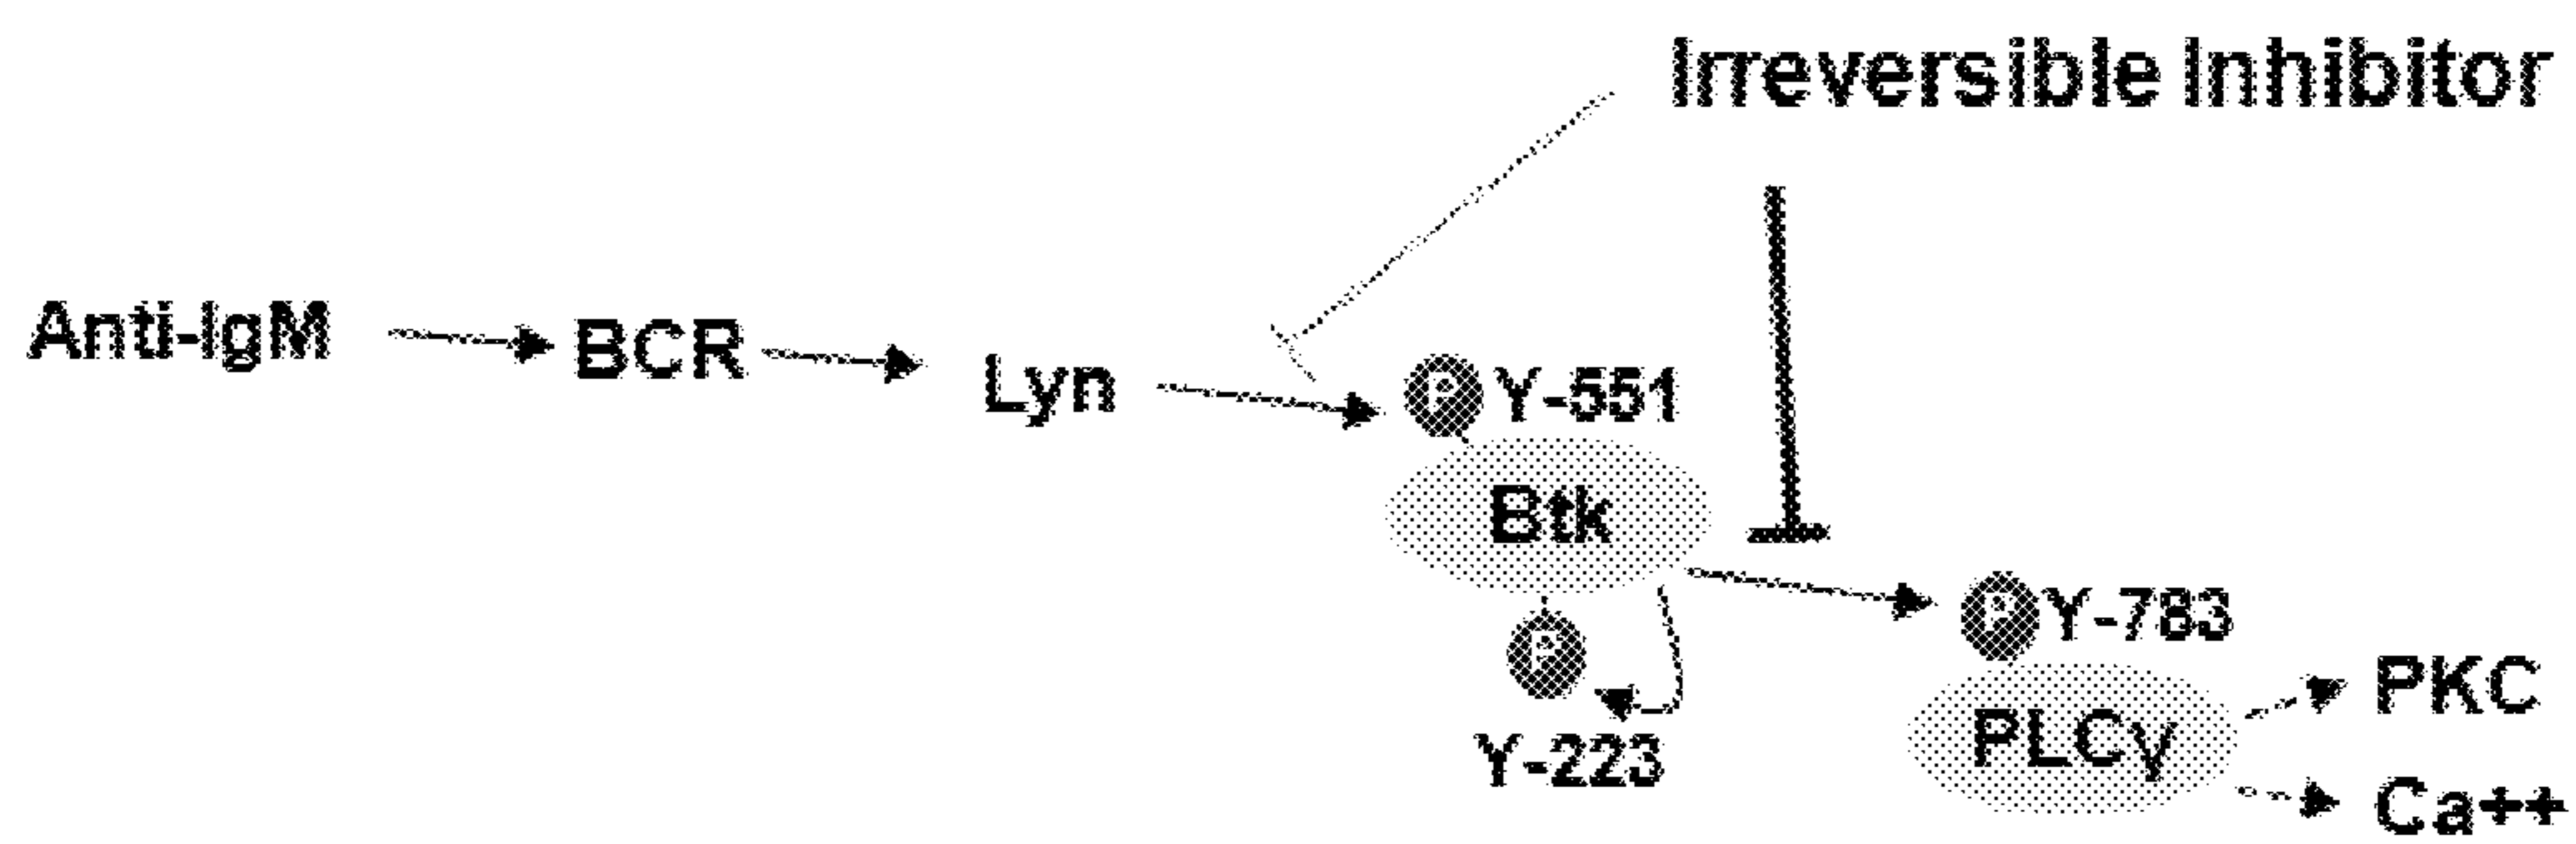 Irreversible Inhibitor
Anti-IgM
BCR
Lyn
P Y-551
Btk
P Y-783
P
Y-223
PLCγ
PKC
Ca++